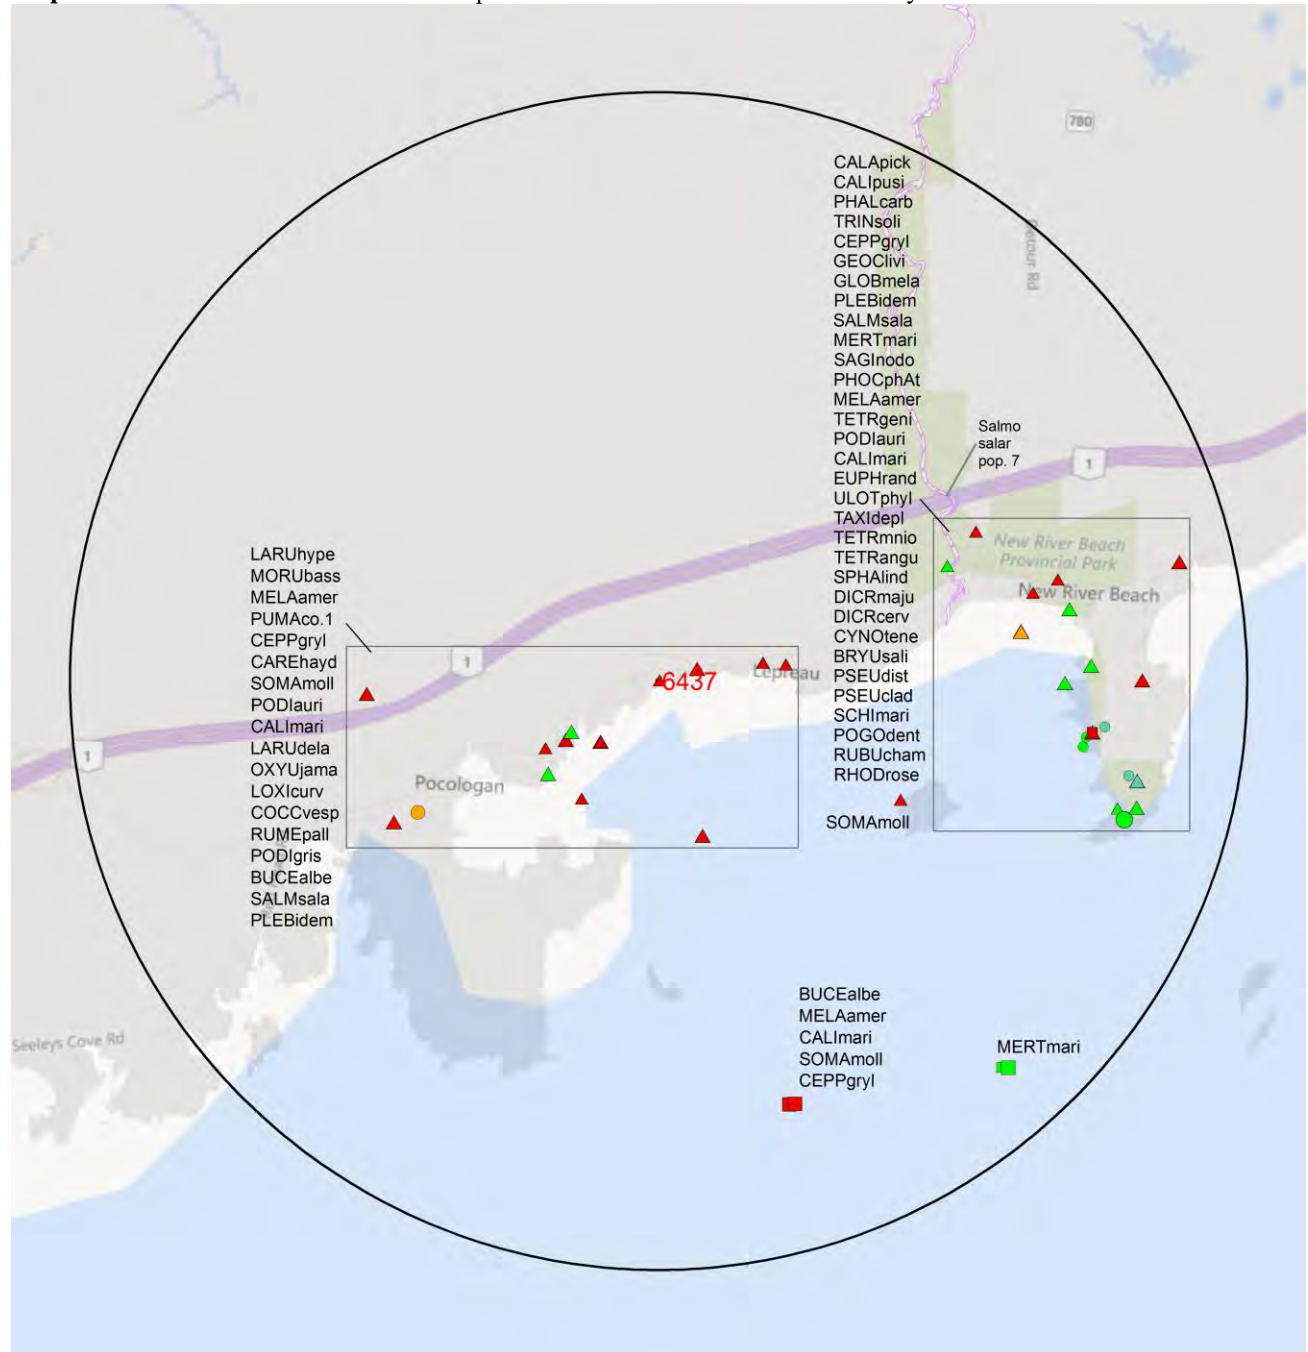 780
CALApick
CALIpusi
PHALcarb
TRINsoli
CEPPgryl
GEOClivi
GLOBmela
PLEBidem
SALMsala
MERTmari
SAGInodo
PHOCphAt
MELAamer
TETRgeni
PODIauri
CALImari
EUPHrand
ULOTphyl
TAXIdepl
TETRmnio
TETRangu
SPHAlind
DICRmaju
DICRcerv
CYNOtene
BRYUsali
PSEUdist
PSEUclad
SCHImari
POGOdent
RUBUcham
RHODrose
SOMAmoll
Salmo
salar
pop. 7
1
New River Beach
Provincial Park
New River Beach
LARUhype
MORUbass
MELAamer
PUMAco.1
CEPPgryl
CAREhayd
SOMAmoll
PODIauri
CALImari
LARUdela
OXYUjama
LOXIcurv
COCCvesp
RUMEpall
PODIgris
BUCEalbe
SALMsala
PLEBidem
1
1
6437
Lepreau
Pocologan
Seeleys Cove Rd
BUCEalbe
MELAamer
CALImari
SOMAmoll
CEPPgryl
MERTmari